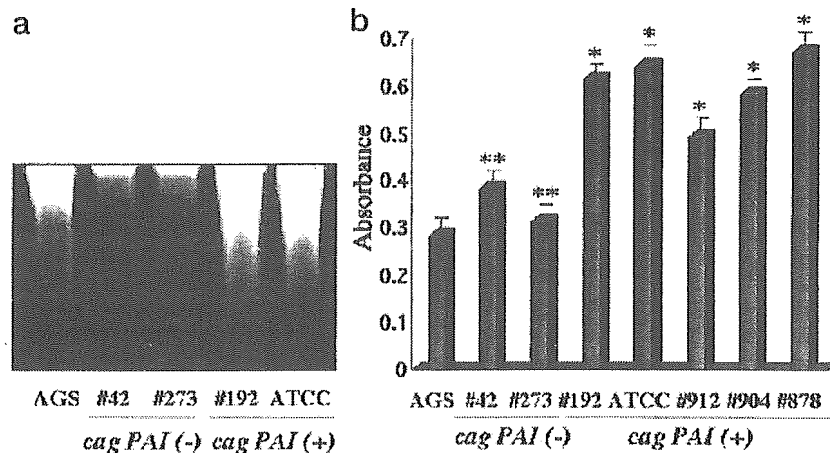 a
AGS #42 #273 #192 ATCC
cag PAI (-) cag PAI (+)
b
Absorbance
0.7
0.6
0.5
0.4
0.3
0.2
0.1
0
** ** * * * * *
AGS #42 #273 #192 ATCC #912 #904 #878
cag PAI (-) cag PAI (+)